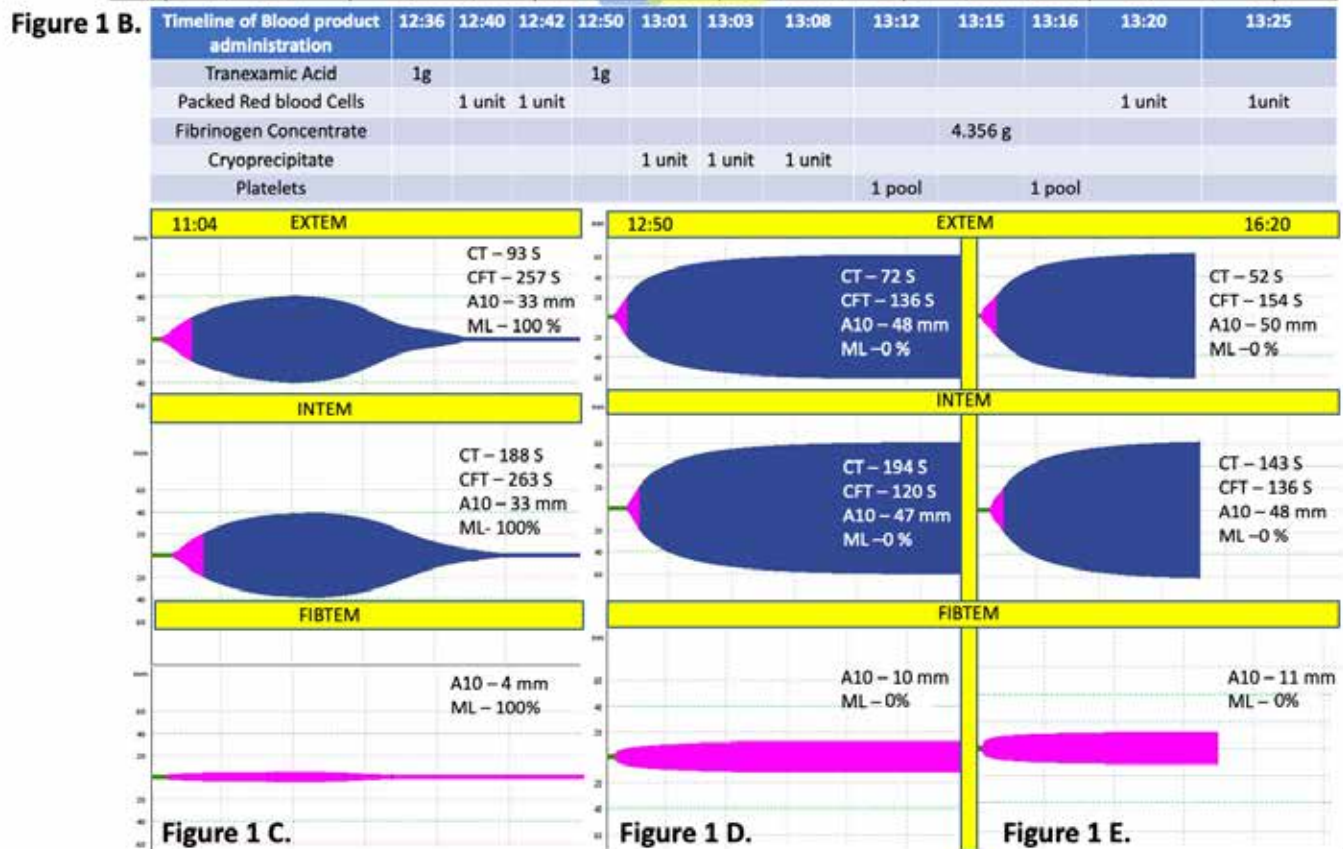 Figure 1 B.
Timeline of Blood product administration 12:36 12:40 12:42 12:50 13:01 13:03 13:08 13:12 13:15 13:16 13:20 13:25
Tranexamic Acid 1g 1g
Packed Red blood Cells 1 unit 1 unit 1 unit 1unit
Fibrinogen Concentrate 4.356 g
Cryoprecipitate 1 unit 1 unit 1 unit
Platelets 1 pool 1 pool
11:04 EXTEM
CT – 93 S
CFT – 257 S
A10 – 33 mm
ML – 100 %
INTEM
CT – 188 S
CFT – 263 S
A10 – 33 mm
ML- 100%
FIBTEM
A10 – 4 mm
ML – 100%
Figure 1 C.
12:50 EXTEM 16:20
CT – 72 S
CFT – 136 S
A10 – 48 mm
ML –0 %
CT – 52 S
CFT – 154 S
A10 – 50 mm
ML –0 %
INTEM
CT – 194 S
CFT – 120 S
A10 – 47 mm
ML –0 %
CT – 143 S
CFT – 136 S
A10 – 48 mm
ML –0 %
FIBTEM
A10 – 10 mm
ML – 0%
A10 – 11 mm
ML – 0%
Figure 1 D.
Figure 1 E.